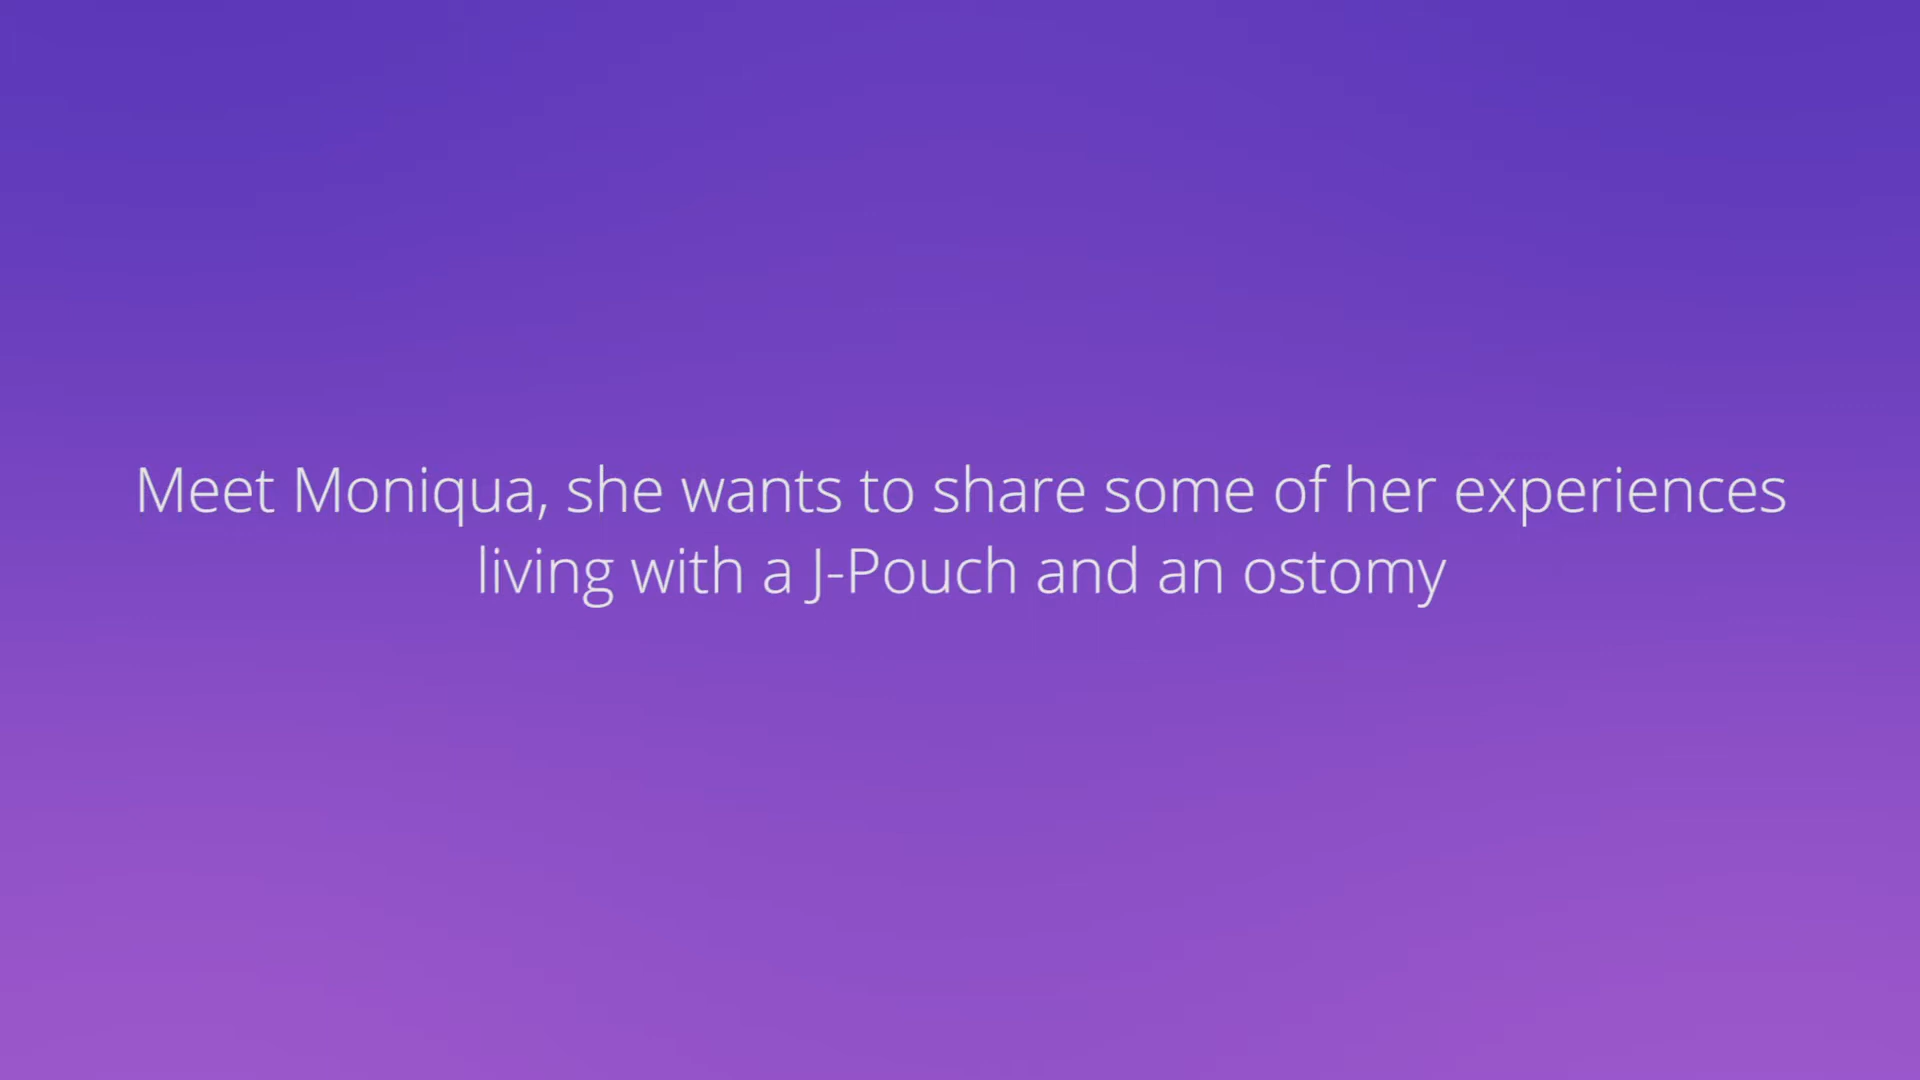 Meet Moniqua, she wants to share some of her experiences
living with a J-Pouch and an ostomy